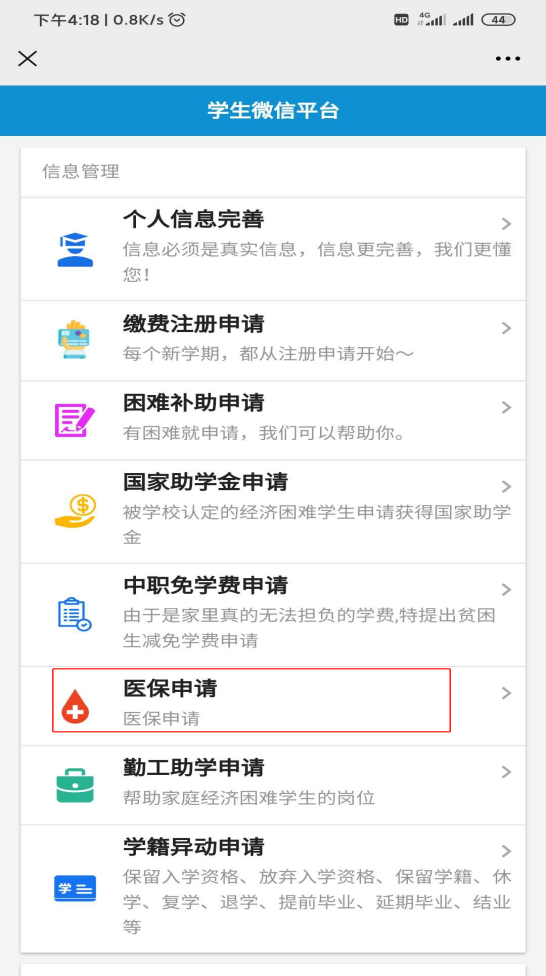 下午4:18 | 0.8K/s
HD 4G 44
学生微信平台
信息管理
个人信息完善
信息必须是真实信息，信息更完善，我们更懂
您！
缴费注册申请
每个新学期，都从注册申请开始～
困难补助申请
有困难就申请，我们可以帮助你。
国家助学金申请
被学校认定的经济困难学生申请获得国家助学
金
中职免学费申请
由于是家里真的无法担负的学费,特提出贫困
生减免学费申请
医保申请
医保申请
勤工助学申请
帮助家庭经济困难学生的岗位
学籍异动申请
学
保留入学资格、放弃入学资格、保留学籍、休
学、复学、退学、提前毕业、延期毕业、结业
等